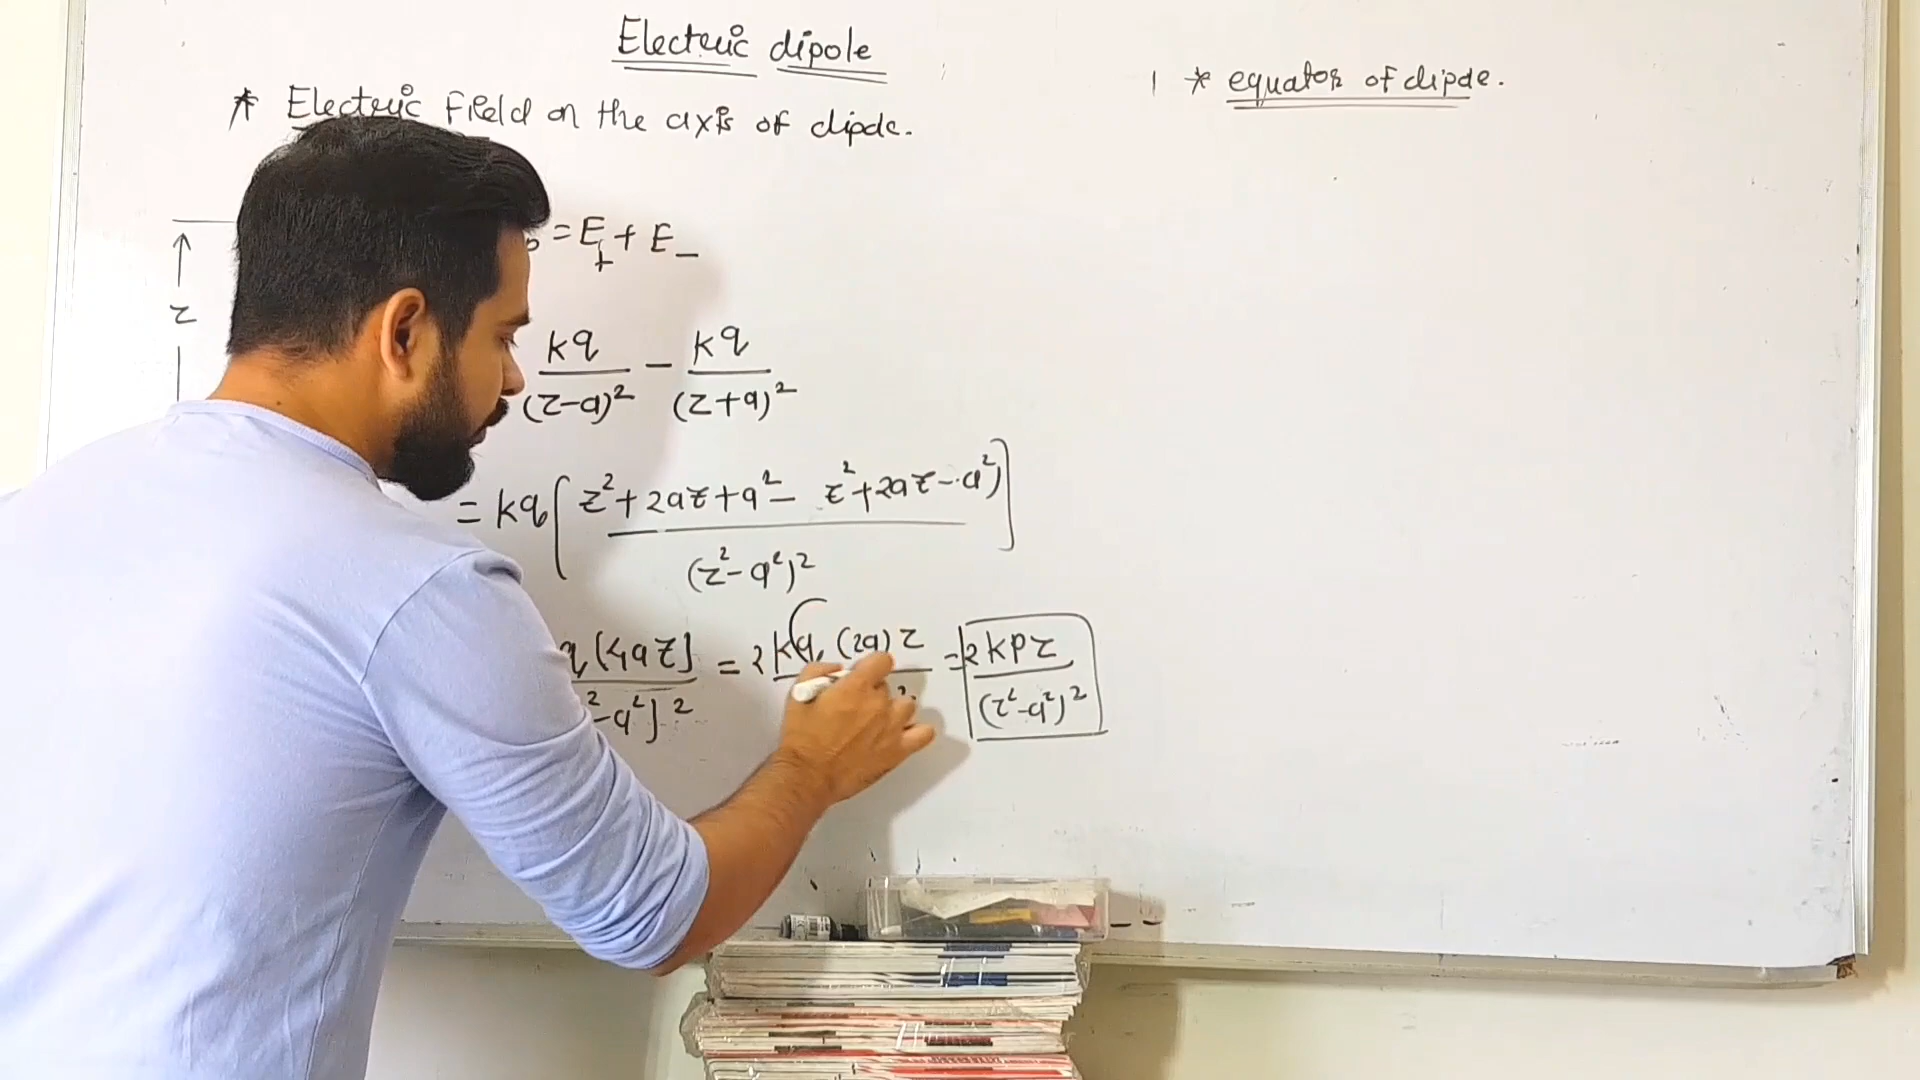 Electric dipole
* Electric Field on the axis of dipole.
= E₊ + E₋
z
kq/(z-a)² - kq/(z+a)²
= kq[(z²+2az+a²- z²+2az-a²)/(z²-a²)²]
q[4az]/-a²]² = 2kq(2a)z = 2kpz/(z²-a²)²
* equator of dipole.